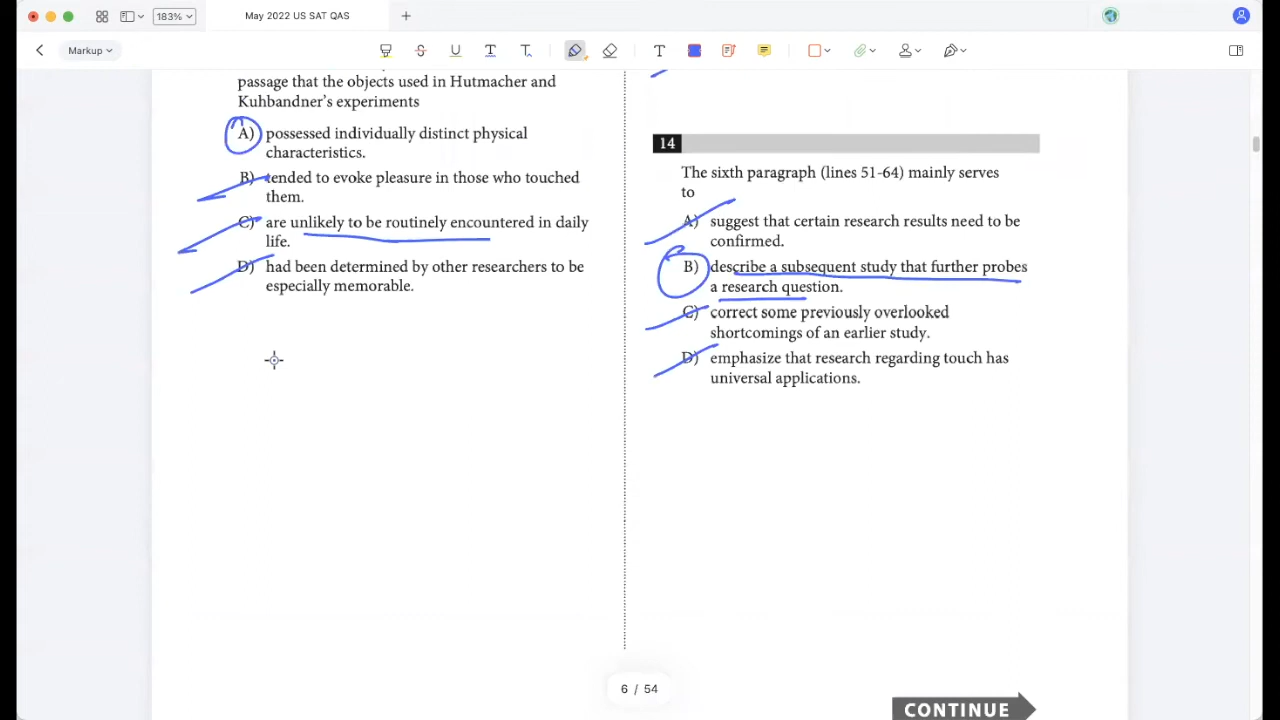 May 2022 US SAT QAS
183%
Markup
passage that the objects used in Hutmacher and
Kuhbandner's experiments
A) possessed individually distinct physical
characteristics.
B) tended to evoke pleasure in those who touched
them.
C) are unlikely to be routinely encountered in daily
life.
D) had been determined by other researchers to be
especially memorable.
14
The sixth paragraph (lines 51-64) mainly serves
to
A) suggest that certain research results need to be
confirmed.
B) describe a subsequent study that further probes
a research question.
C) correct some previously overlooked
shortcomings of an earlier study.
D) emphasize that research regarding touch has
universal applications.
6 / 54
CONTINUE